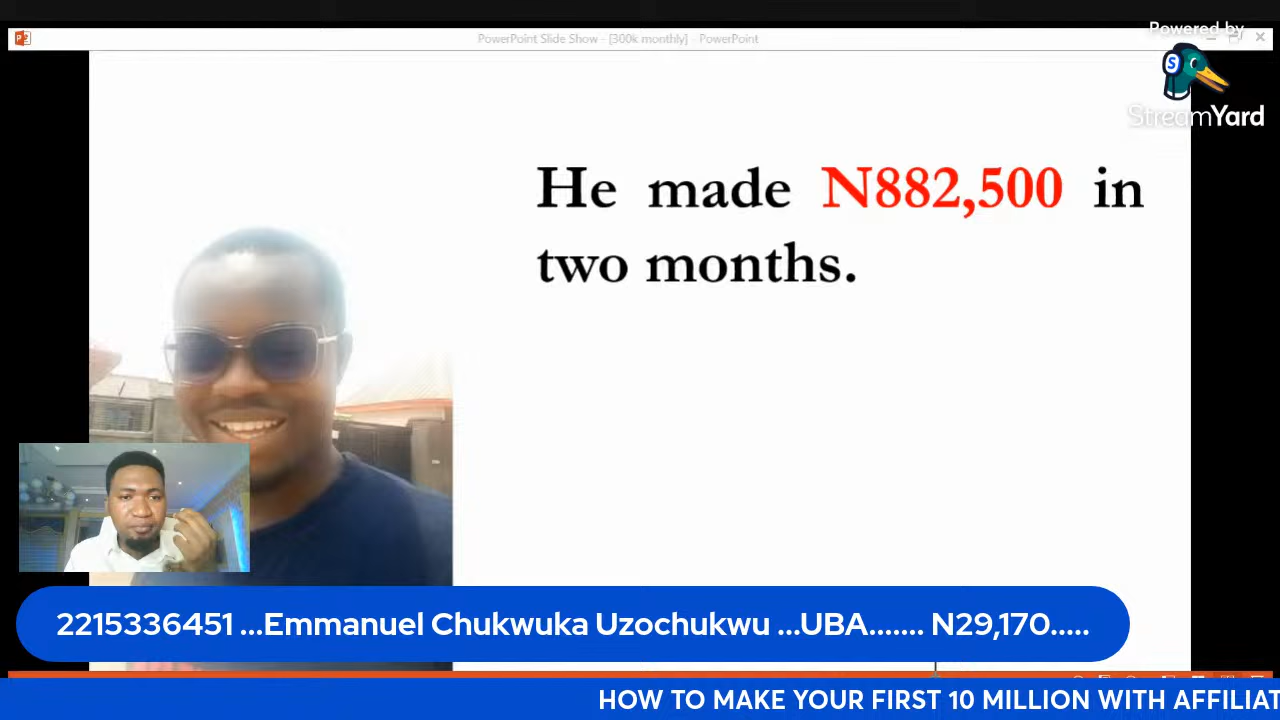 PowerPoint Slide Show - [300k monthly] - PowerPoint
Powered by
StreamYard
He made N882,500 in
two months.
2215336451 ...Emmanuel Chukwuka Uzochukwu ...UBA....... N29,170.....
HOW TO MAKE YOUR FIRST 10 MILLION WITH AFFILIAT